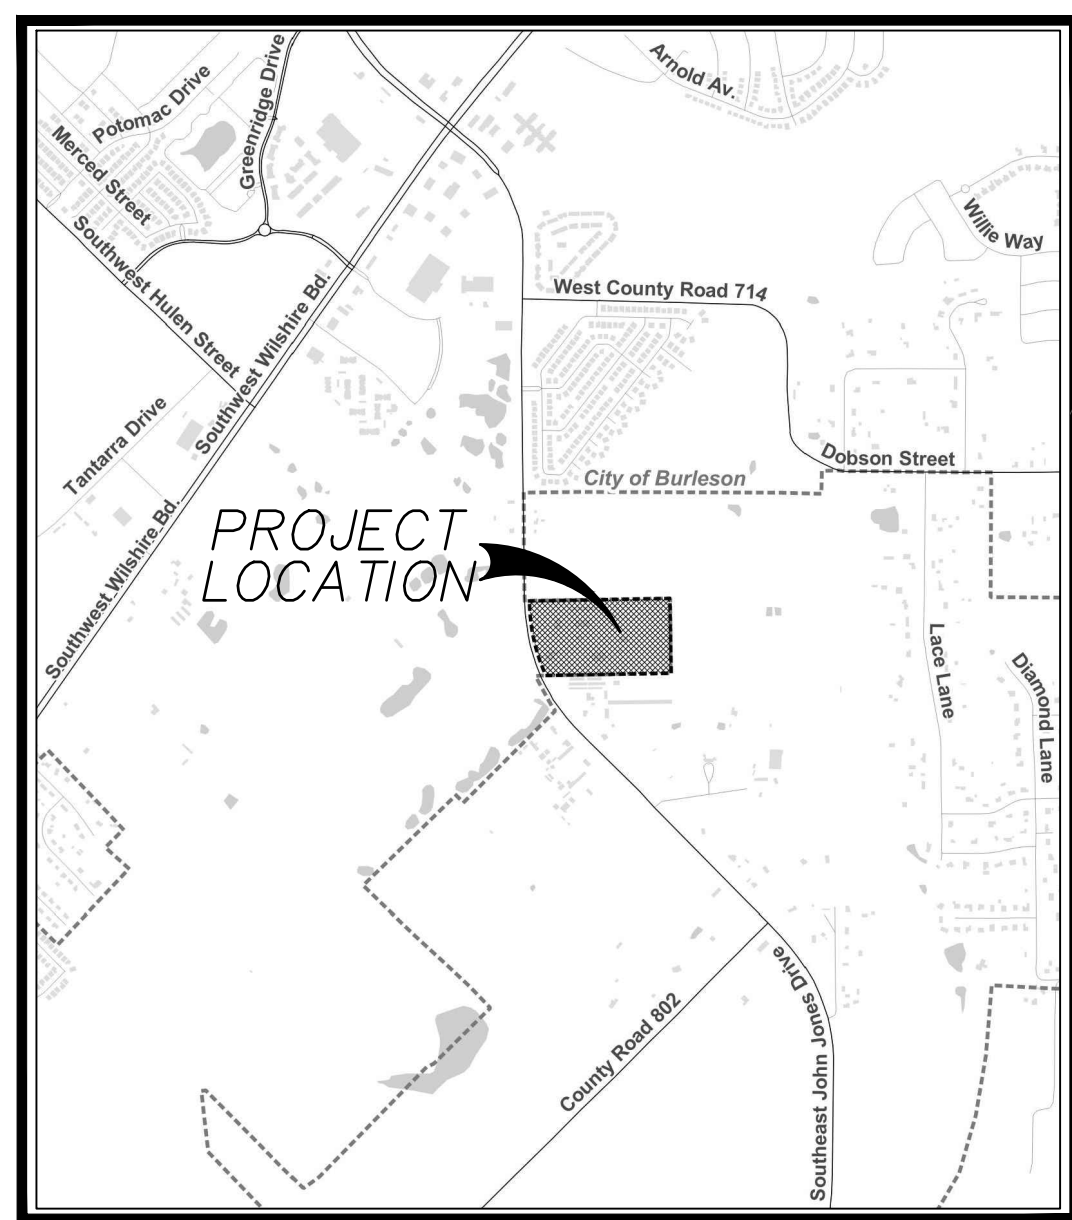 Arnold Av.
Greenridge Drive
Potomac Drive
Merced Street
Willie Way
Southwest Hulen Street
Southwest Wilshire Bd.
West County Road 714
Tantarra Drive
Dobson Street
City of Burleson
Southwest Wilshire Bd.
PROJECT
LOCATION
Lace Lane
Diamond Lane
Southeast John Jones Drive
County Road 802